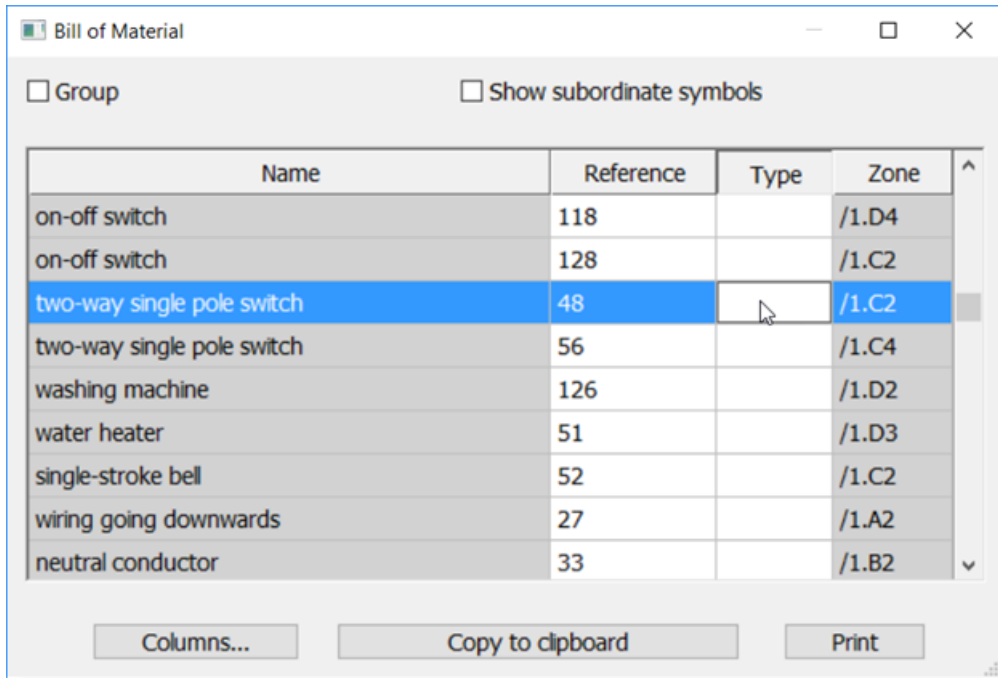 Bill of Material
Group Show subordinate symbols
Name Reference Type Zone
on-off switch 118 /1.D4
on-off switch 128 /1.C2
two-way single pole switch 48 /1.C2
two-way single pole switch 56 /1.C4
washing machine 126 /1.D2
water heater 51 /1.D3
single-stroke bell 52 /1.C2
wiring going downwards 27 /1.A2
neutral conductor 33 /1.B2
Columns... Copy to clipboard Print